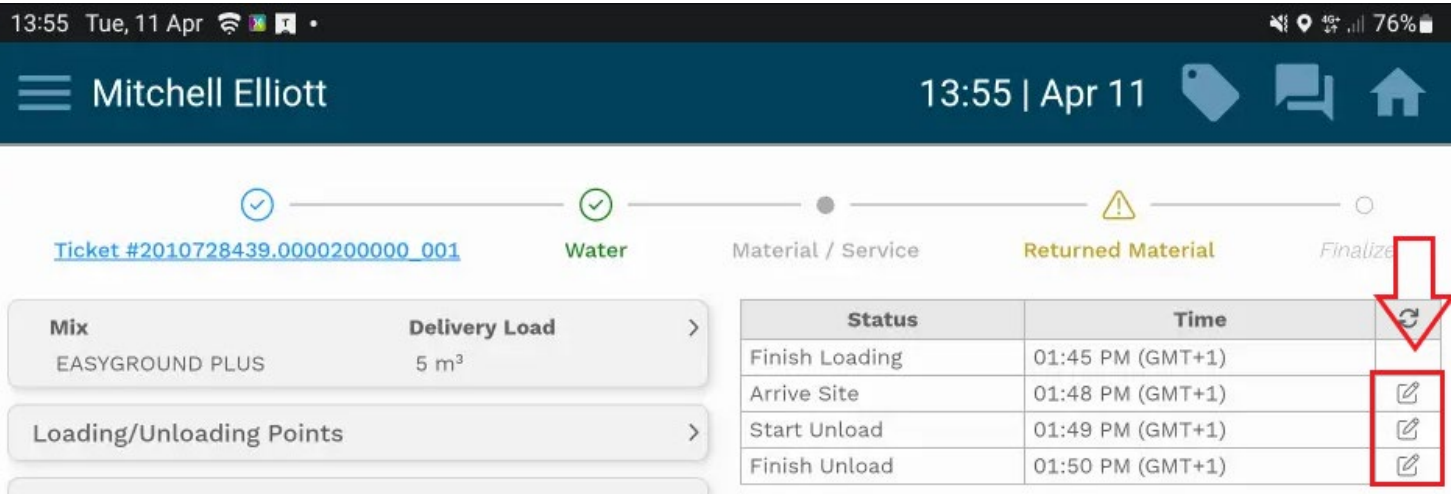 13:55 Tue, 11 Apr 76%
Mitchell Elliott 13:55 | Apr 11
Ticket #2010728439.0000200000_001 Water Material / Service Returned Material Finalize
Mix Delivery Load
EASYGROUND PLUS 5 m³
Loading/Unloading Points
Status Time
Finish Loading 01:45 PM (GMT+1)
Arrive Site 01:48 PM (GMT+1)
Start Unload 01:49 PM (GMT+1)
Finish Unload 01:50 PM (GMT+1)